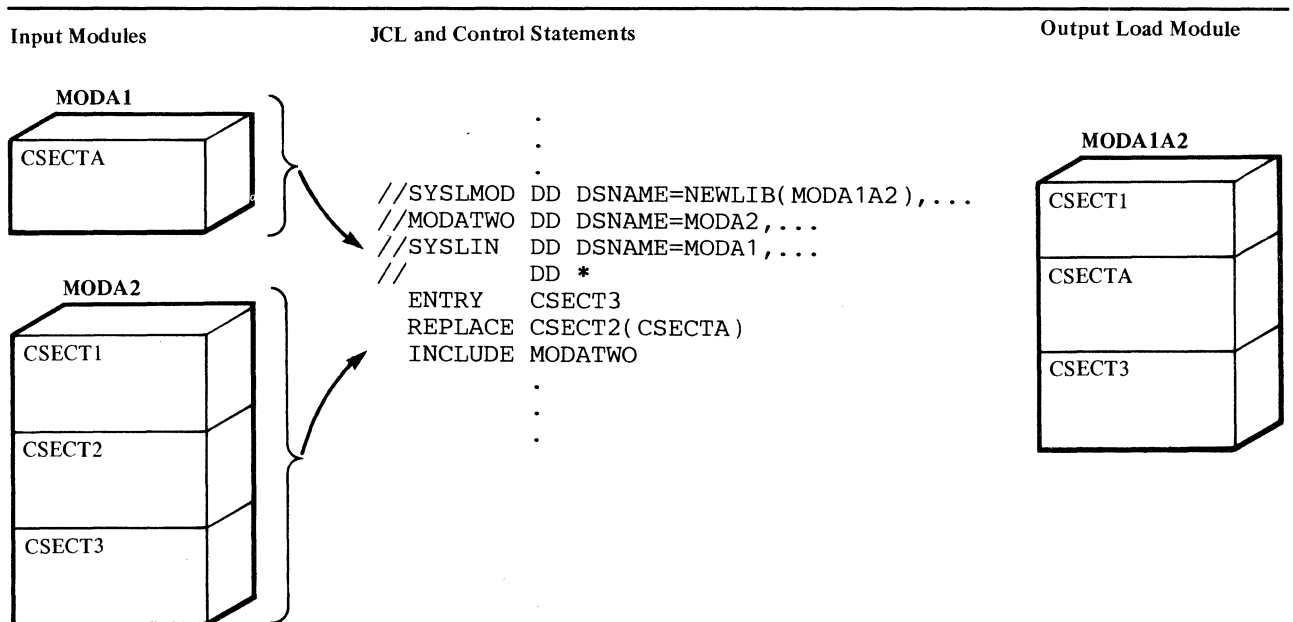 Input Modules
JCL and Control Statements
Output Load Module
MODA1
CSECTA
MODA2
CSECT1
CSECT2
CSECT3
.
.
.
//SYSLMOD DD DSNAME=NEWLIB(MODA1A2),...
//MODATWO DD DSNAME=MODA2,...
//SYSLIN DD DSNAME=MODA1,...
// DD *
ENTRY CSECT3
REPLACE CSECT2(CSECTA)
INCLUDE MODATWO
.
.
.
MODA1A2
CSECT1
CSECTA
CSECT3